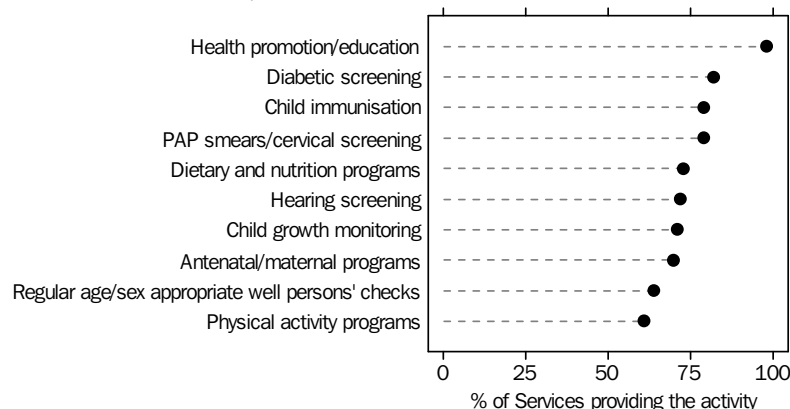 Health promotion/education
Diabetic screening
Child immunisation
PAP smears/cervical screening
Dietary and nutrition programs
Hearing screening
Child growth monitoring
Antenatal/maternal programs
Regular age/sex appropriate well persons' checks
Physical activity programs
0 25 50 75 100
% of Services providing the activity